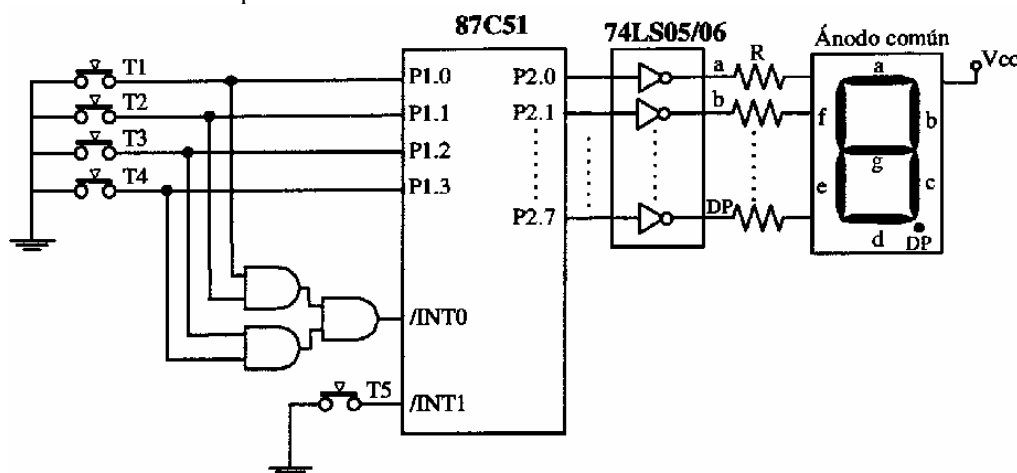 87C51
74LS05/06
Ánodo común
Vcc
T1
T2
T3
T4
P1.0
P1.1
P1.2
P1.3
P2.0
P2.1
P2.7
a
b
DP
R
a
f
b
g
e
c
d
DP
/INT0
T5
/INT1